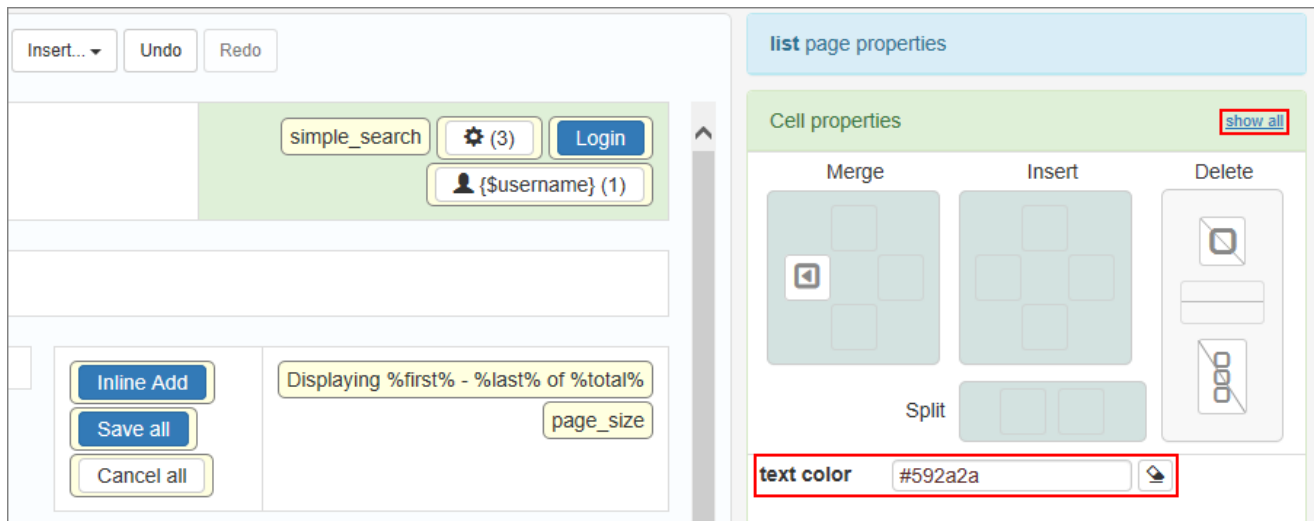 Insert...
Undo
Redo
simple_search
(3)
Login
{$username} (1)
Inline Add
Save all
Cancel all
Displaying %first% - %last% of %total%
page_size
list page properties
Cell properties
show all
Merge
Insert
Delete
Split
text color
#592a2a